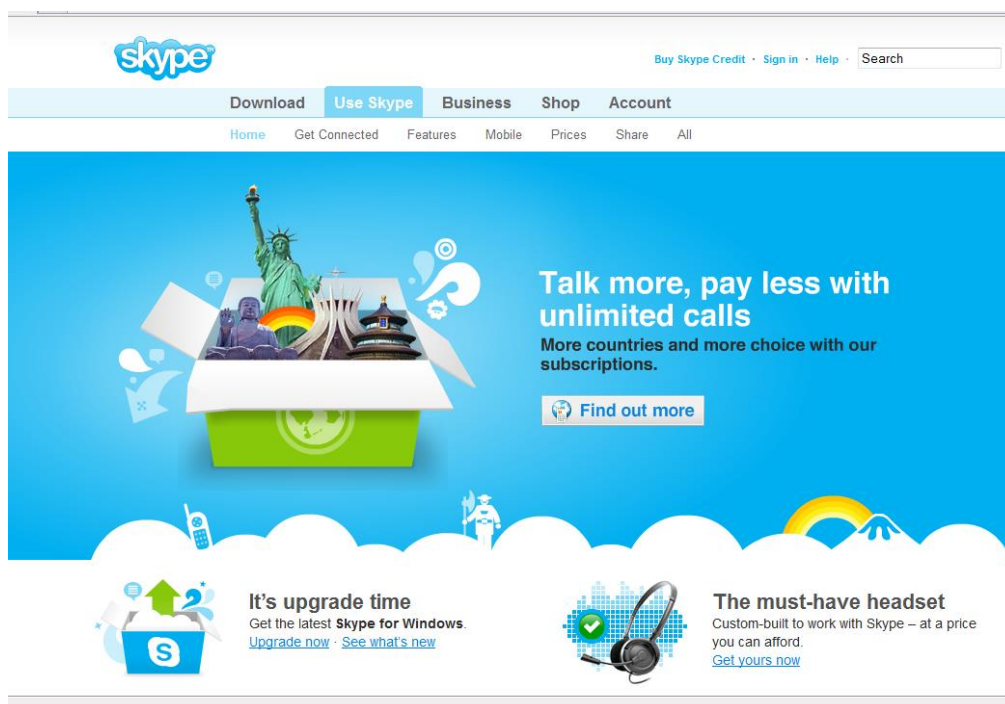 skype
Buy Skype Credit · Sign in · Help · Search
Download Use Skype Business Shop Account
Home Get Connected Features Mobile Prices Share All
Talk more, pay less with
unlimited calls
More countries and more choice with our
subscriptions.
Find out more
It's upgrade time
Get the latest Skype for Windows.
Upgrade now · See what's new
S
The must-have headset
Custom-built to work with Skype – at a price
you can afford.
Get yours now